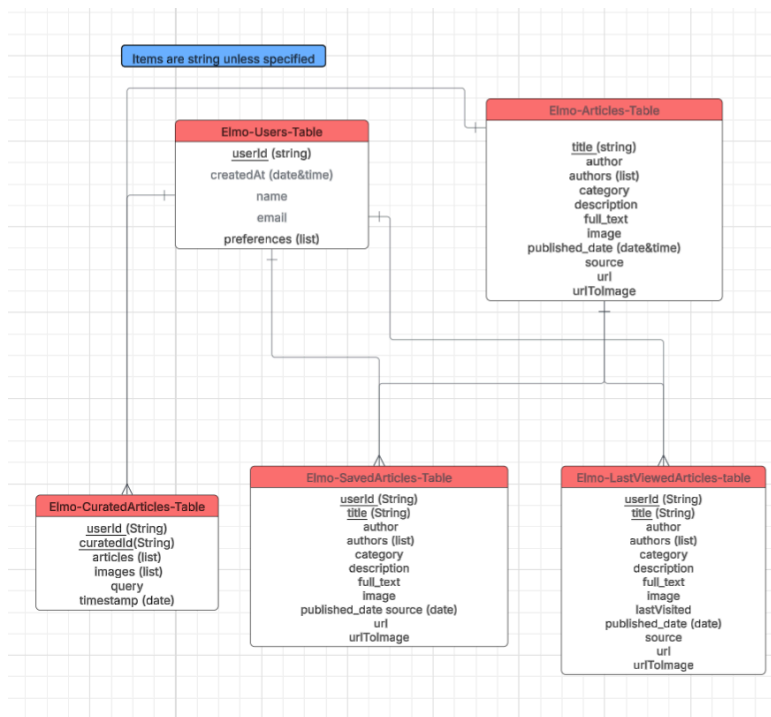 Items are string unless specified
Elmo-Users-Table
userId (string)
createdAt (date&time)
name
email
preferences (list)
Elmo-Articles-Table
title (string)
author
authors (list)
category
description
full_text
image
published_date (date&time)
source
url
urlToImage
Elmo-CuratedArticles-Table
userId (String)
curatedId(String)
articles (list)
images (list)
query
timestamp (date)
Elmo-SavedArticles-Table
userId (String)
title (String)
author
authors (list)
category
description
full_text
image
published_date source (date)
url
urlToImage
Elmo-LastViewedArticles-table
userId (String)
title (String)
author
authors (list)
category
description
full_text
image
lastVisited
published_date (date)
source
url
urlToImage